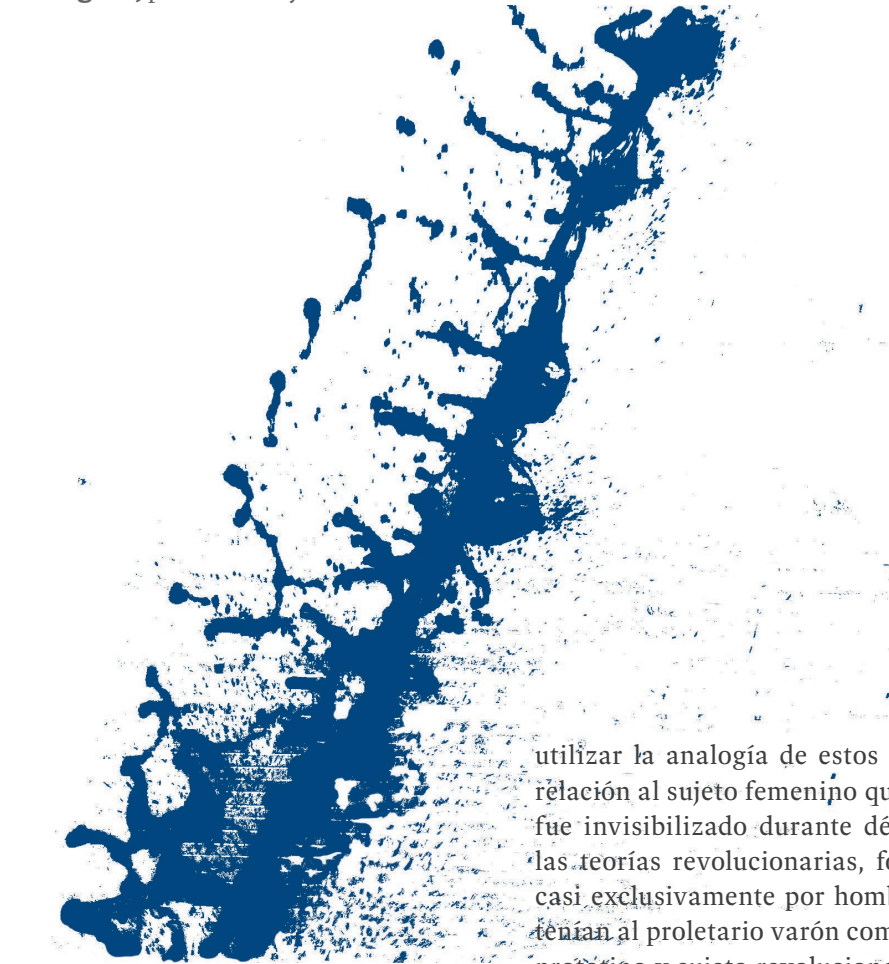 utilizar la analogía de estos
relación al sujeto femenino qu
fue invisibilizado durante dé
las teorías revolucionarias, fo
casi exclusivamente por homb
tenían al proletario varón com